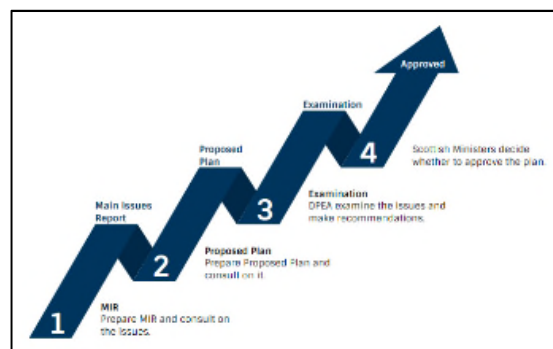 Approved
Examination
4
Scottish Ministers decide
whether to approve the plan.
Proposed
Plan
3
Examination
DPEA examine the issues and
make recommendations.
Main Issues
Report
2
Proposed Plan
Prepare Proposed Plan and
consult on it.
1
MIR
Prepare MIR and consult on
the issues.